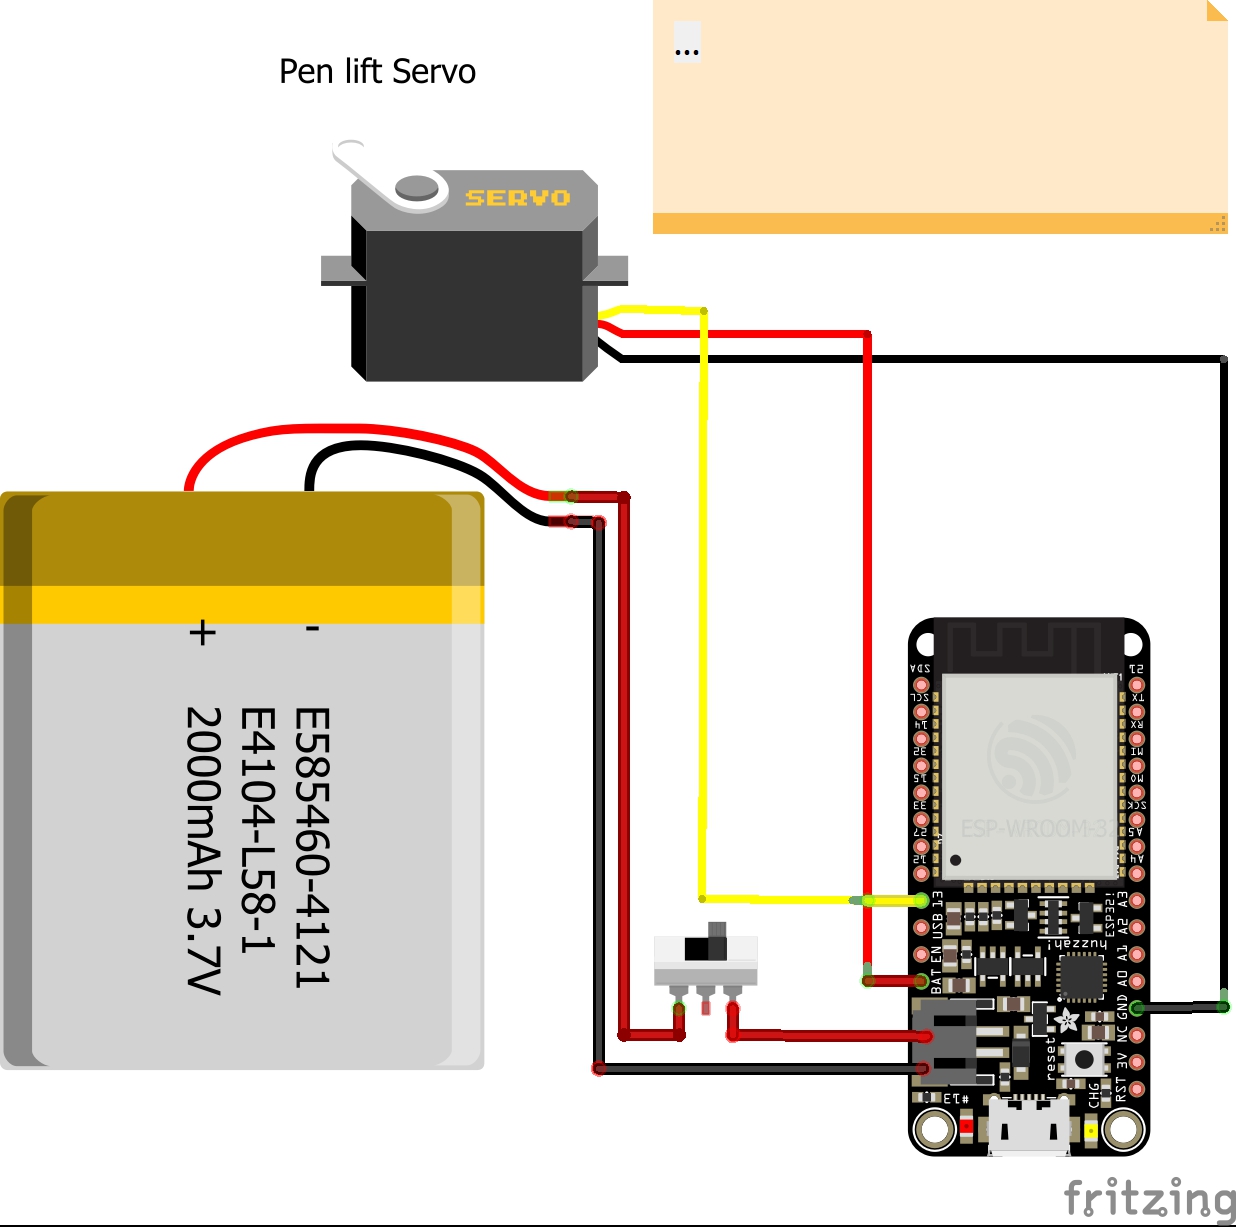 ...
Pen lift Servo
SERVO
+ -
E585460-4121
E4104-L58-1
2000mAh 3.7V
SDA
SCL
14
32
15
33
27
12
13
USB
EN
BAT
21
TX
RX
MI
MO
SCK
A5
A4
A3
A2
A1
A0
GND
NC
3V
RST
ESP-WROOM-32
ESP32!
huzzah!
reset
CHG
#13
fritzing